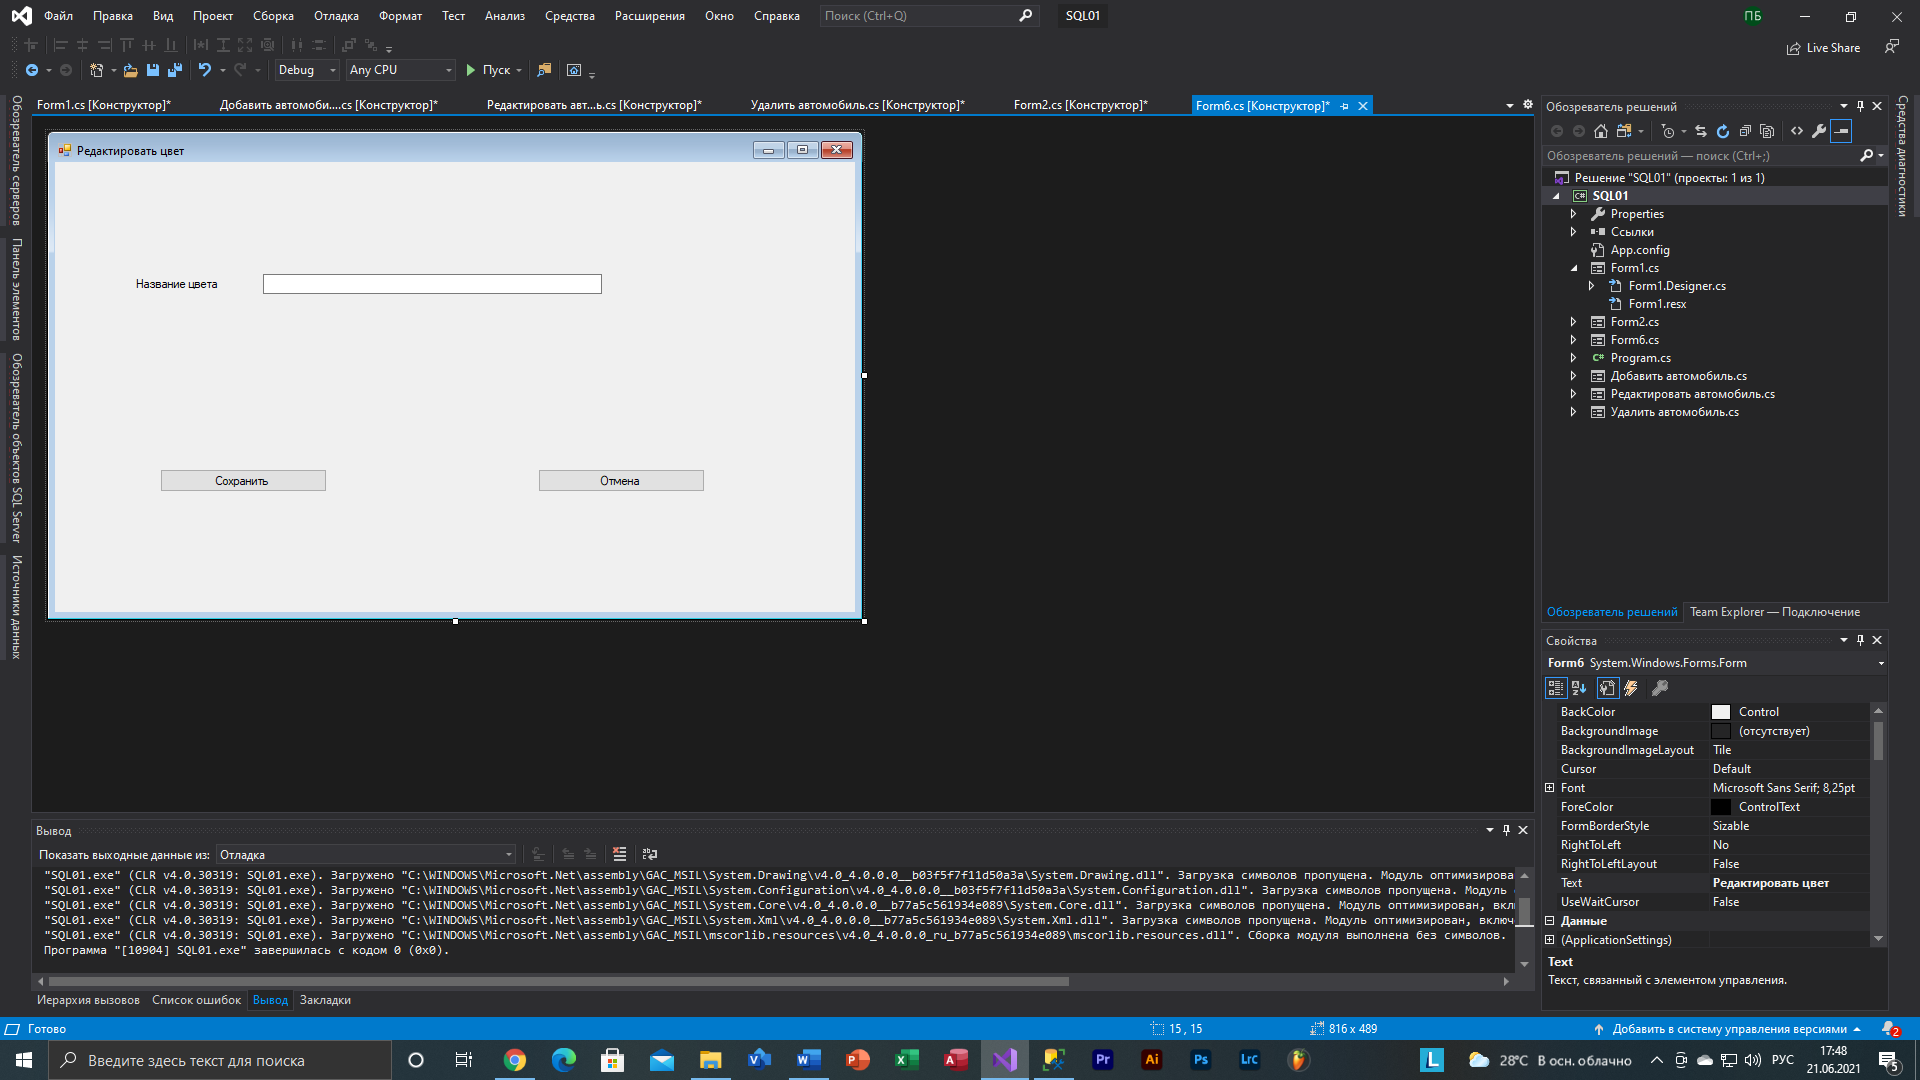 Файл Правка Вид Проект Сборка Отладка Формат Тест Анализ Средства Расширения Окно Справка Поиск (Ctrl+Q) SQL01 ПБ
Live Share
Debug Any CPU Пуск
Form1.cs [Конструктор]* Добавить автомоби....cs [Конструктор]* Редактировать авт...ь.cs [Конструктор]* Удалить автомобиль.cs [Конструктор]* Form2.cs [Конструктор]* Form6.cs [Конструктор]*
Обозреватель серверов
Панель элементов
Обозреватель объектов SQL Server
Источники данных
Редактировать цвет
Название цвета
Сохранить Отмена
Обозреватель решений
Обозреватель решений — поиск (Ctrl+;)
Решение "SQL01" (проекты: 1 из 1)
SQL01
Properties
Ссылки
App.config
Form1.cs
Form1.Designer.cs
Form1.resx
Form2.cs
Form6.cs
Program.cs
Добавить автомобиль.cs
Редактировать автомобиль.cs
Удалить автомобиль.cs
Обозреватель решений Team Explorer — Подключение
Средства диагностики
Свойства
Form6 System.Windows.Forms.Form
BackColor Control
BackgroundImage (отсутствует)
BackgroundImageLayout Tile
Cursor Default
Font Microsoft Sans Serif; 8,25pt
ForeColor ControlText
FormBorderStyle Sizable
RightToLeft No
RightToLeftLayout False
Text Редактировать цвет
UseWaitCursor False
Данные
(ApplicationSettings)
Text
Текст, связанный с элементом управления.
Вывод
Показать выходные данные из: Отладка
"SQL01.exe" (CLR v4.0.30319: SQL01.exe). Загружено "C:\WINDOWS\Microsoft.Net\assembly\GAC_MSIL\System.Drawing\v4.0_4.0.0.0__b03f5f7f11d50a3a\System.Drawing.dll". Загрузка символов пропущена. Модуль оптимизирова
"SQL01.exe" (CLR v4.0.30319: SQL01.exe). Загружено "C:\WINDOWS\Microsoft.Net\assembly\GAC_MSIL\System.Configuration\v4.0_4.0.0.0__b03f5f7f11d50a3a\System.Configuration.dll". Загрузка символов пропущена. Модуль
"SQL01.exe" (CLR v4.0.30319: SQL01.exe). Загружено "C:\WINDOWS\Microsoft.Net\assembly\GAC_MSIL\System.Core\v4.0_4.0.0.0__b77a5c561934e089\System.Core.dll". Загрузка символов пропущена. Модуль оптимизирован, вкл
"SQL01.exe" (CLR v4.0.30319: SQL01.exe). Загружено "C:\WINDOWS\Microsoft.Net\assembly\GAC_MSIL\System.Xml\v4.0_4.0.0.0__b77a5c561934e089\System.Xml.dll". Загрузка символов пропущена. Модуль оптимизирован, включ
"SQL01.exe" (CLR v4.0.30319: SQL01.exe). Загружено "C:\WINDOWS\Microsoft.Net\assembly\GAC_MSIL\mscorlib.resources\v4.0_4.0.0.0_ru_b77a5c561934e089\mscorlib.resources.dll". Сборка модуля выполнена без символов.
Программа "[10904] SQL01.exe" завершилась с кодом 0 (0x0).
Иерархия вызовов Список ошибок Вывод Закладки
Готово 15 , 15 816 x 489 Добавить в систему управления версиями 2
Введите здесь текст для поиска
28°C В осн. облачно РУС 17:48
21.06.2021
5